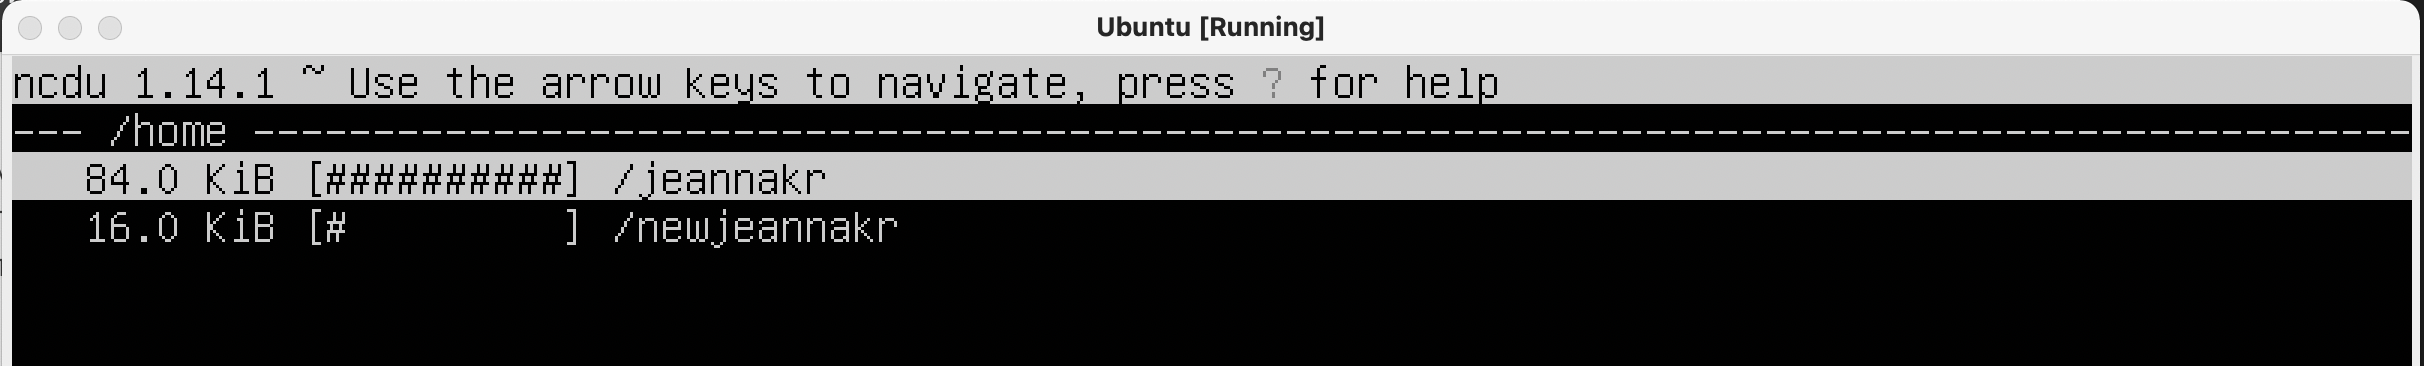 Ubuntu [Running]
ncdu 1.14.1 ~ Use the arrow keys to navigate, press ? for help
--- /home ------------------------------------------------------------------------------------------
84.0 KiB [##########] /jeannakr
16.0 KiB [#         ] /newjeannakr